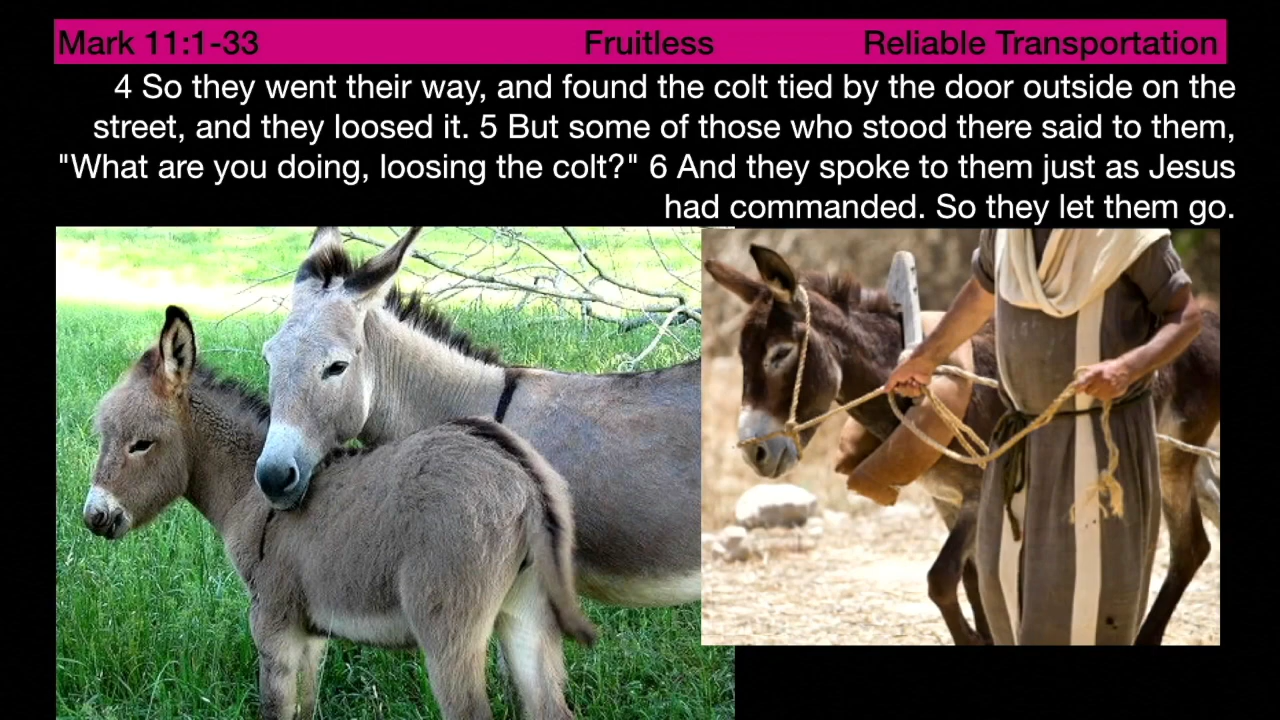 Mark 11:1-33 Fruitless Reliable Transportation
4 So they went their way, and found the colt tied by the door outside on the
street, and they loosed it. 5 But some of those who stood there said to them,
"What are you doing, loosing the colt?" 6 And they spoke to them just as Jesus
had commanded. So they let them go.